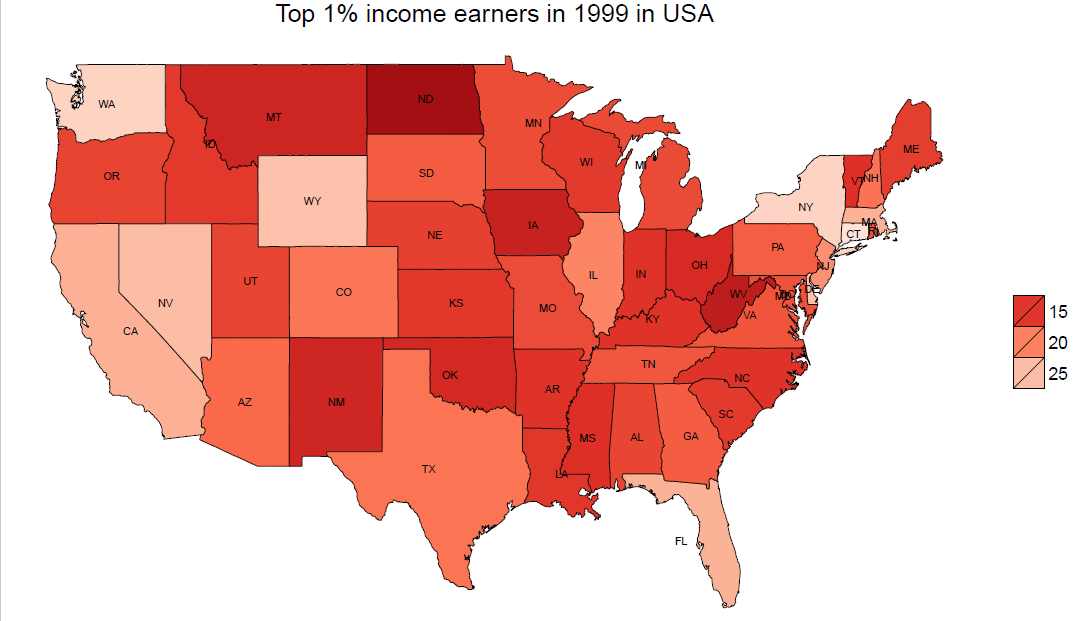 Top 1% income earners in 1999 in USA
WA
MT
ND
MN
ID
OR
SD
WI
MI
ME
VT
NH
WY
NY
MA
CT
RI
IA
NE
PA
OH
NJ
NV
UT
CO
IL
IN
DE
WV
MD
DC
KS
MO
VA
CA
KY
15
20
25
TN
OK
AR
NC
AZ
NM
SC
MS
AL
GA
TX
LA
FL